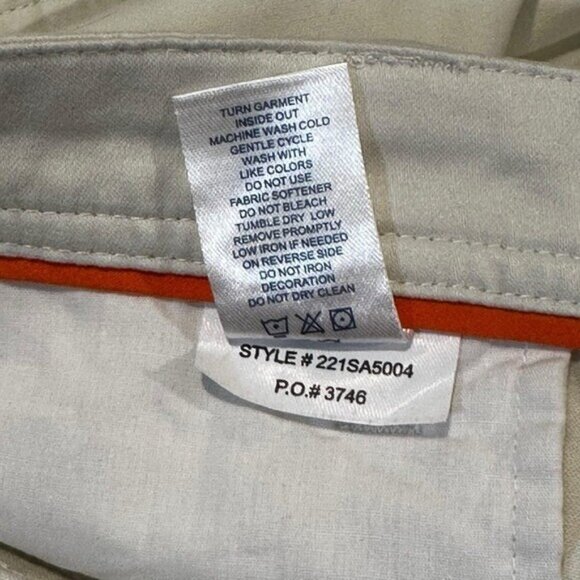 TURN GARMENT
INSIDE OUT
MACHINE WASH COLD
GENTLE CYCLE
WASH WITH
LIKE COLORS
DO NOT USE
FABRIC SOFTENER
DO NOT BLEACH
TUMBLE DRY LOW
REMOVE PROMPTLY
LOW IRON IF NEEDED
ON REVERSE SIDE
DO NOT IRON
DECORATION
DO NOT DRY CLEAN
STYLE # 221SA5004
P.O.# 3746